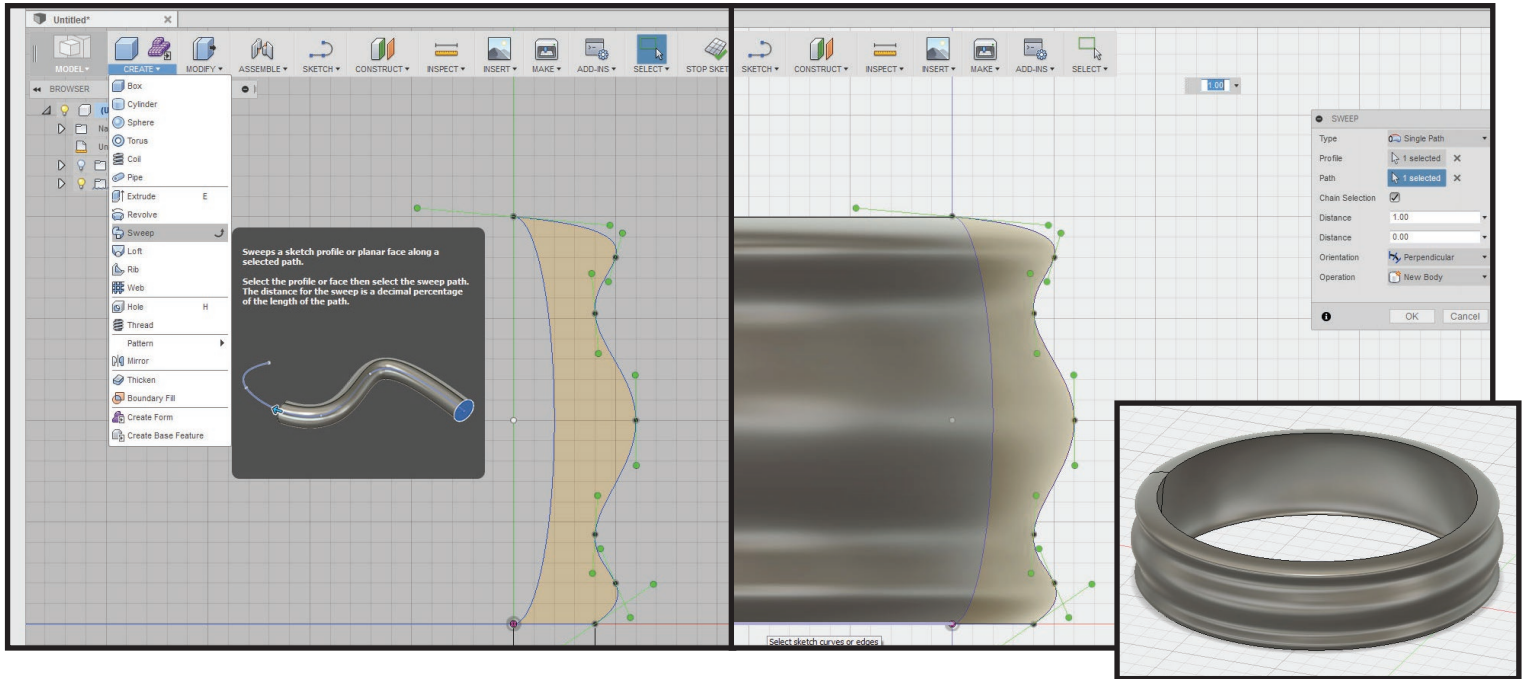 Untitled*
MODEL
CREATE
MODIFY
ASSEMBLE
SKETCH
CONSTRUCT
INSPECT
INSERT
MAKE
ADD-INS
SELECT
STOP SKET
BROWSER
(U
Na
Un
Box
Cylinder
Sphere
Torus
Coil
Pipe
Extrude E
Revolve
Sweep
Loft
Rib
Web
Hole H
Thread
Pattern
Mirror
Thicken
Boundary Fill
Create Form
Create Base Feature
Sweeps a sketch profile or planar face along a
selected path.
Select the profile or face then select the sweep path.
The distance for the sweep is a decimal percentage
of the length of the path.
SKETCH
CONSTRUCT
INSPECT
INSERT
MAKE
ADD-INS
SELECT
1.00
SWEEP
Type Single Path
Profile 1 selected
Path 1 selected
Chain Selection
Distance 1.00
Distance 0.00
Orientation Perpendicular
Operation New Body
OK Cancel
Select sketch curves or edges